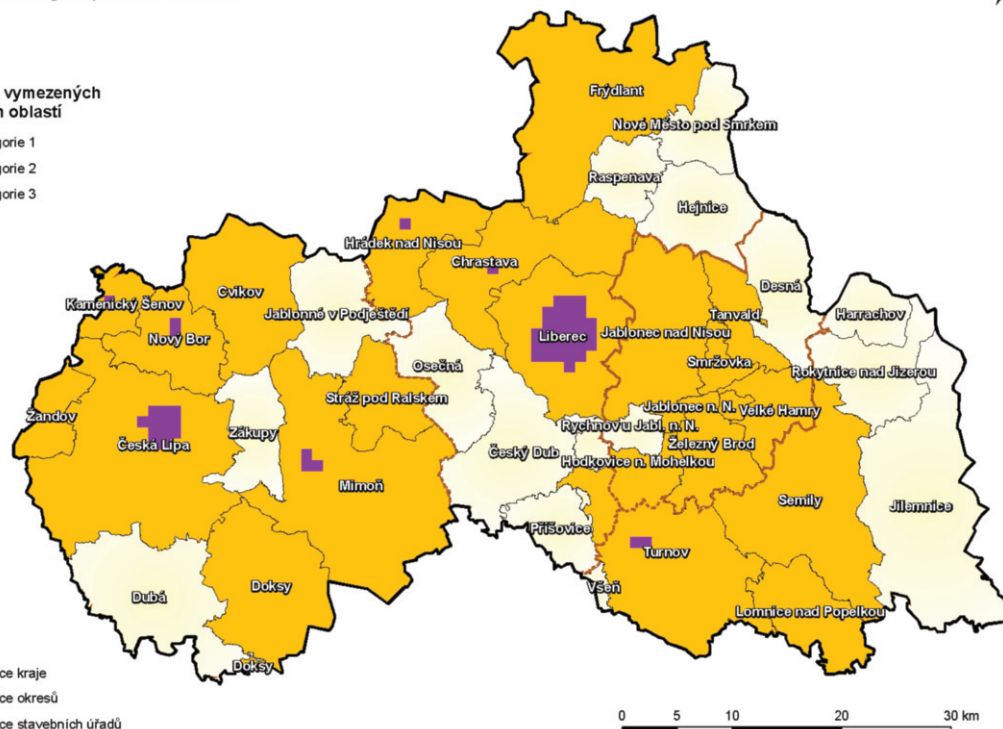 vymezených
oblastí
gorie 1
gorie 2
gorie 3
Frýdlant
Nové Město pod Smrkem
Raspenava
Hejnice
Hrádek nad Nisou
Chrastava
Desná
Kamenický Šenov
Cvikov
Jablonné v Podještědí
Harrachov
Tanvald
Nový Bor
Liberec
Jablonec nad Nisou
Osečná
Smržovka
Rokytnice nad Jizerou
Stráž pod Ralskem
Žandov
Jablonec n. N.
Velké Hamry
Rychnov u Jabl. n. N.
Česká Lípa
Zákupy
Železný Brod
Český Dub
Hodkovice n. Mohelkou
Mimoň
Semily
Jilemnice
Příšovice
Turnov
Doksy
Všeň
Dubá
Lomnice nad Popelkou
Doksy
ce kraje
ce okresů
ce stavebních úřadů
0 5 10 20 30 km